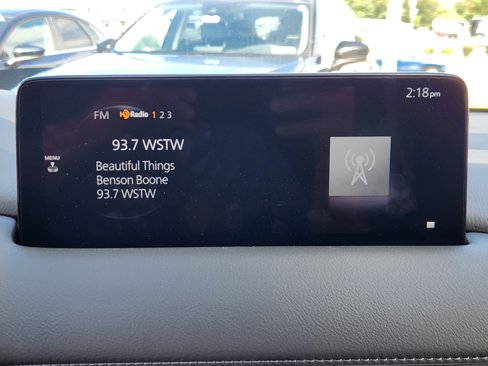 2:18pm
FM HD Radio 1 2 3
93.7 WSTW
MENU
Beautiful Things
Benson Boone
93.7 WSTW